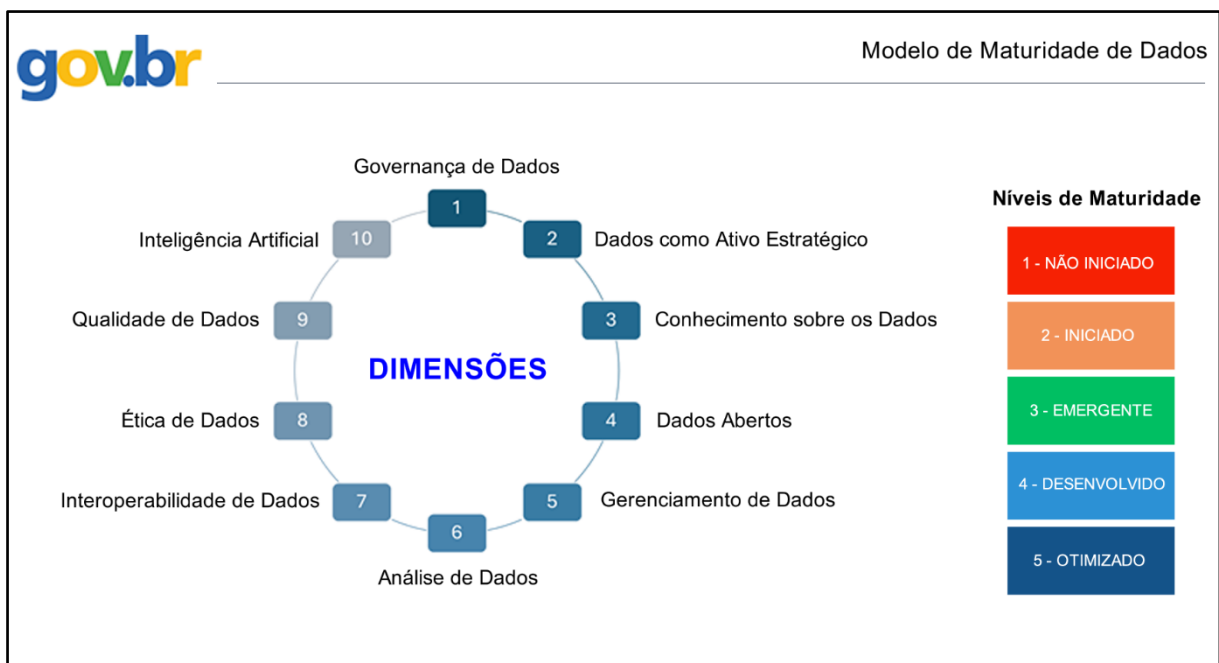 gov.br
Modelo de Maturidade de Dados
Governança de Dados
1
2
Dados como Ativo Estratégico
3
Conhecimento sobre os Dados
4
Dados Abertos
5
Gerenciamento de Dados
6
Análise de Dados
7
Interoperabilidade de Dados
8
Ética de Dados
9
Qualidade de Dados
10
Inteligência Artificial
DIMENSÕES
Níveis de Maturidade
1 - NÃO INICIADO
2 - INICIADO
3 - EMERGENTE
4 - DESENVOLVIDO
5 - OTIMIZADO